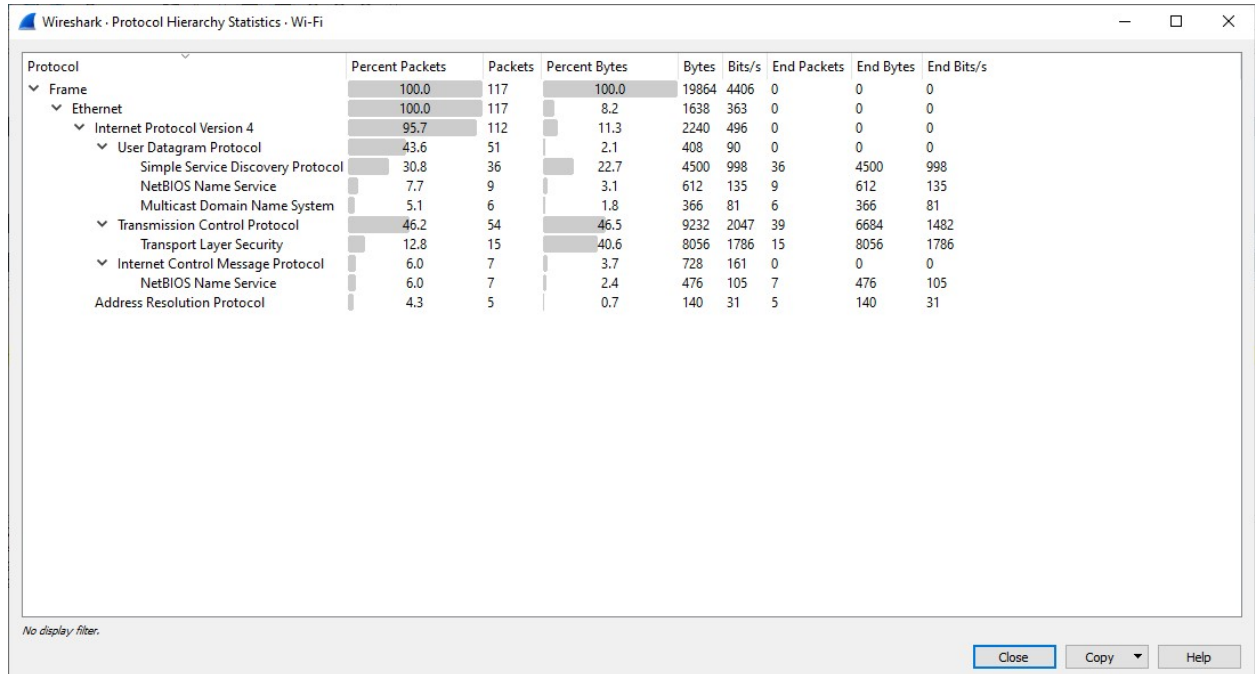 Wireshark · Protocol Hierarchy Statistics · Wi-Fi
Protocol Percent Packets Packets Percent Bytes Bytes Bits/s End Packets End Bytes End Bits/s
Frame 100.0 117 100.0 19864 4406 0 0 0
Ethernet 100.0 117 8.2 1638 363 0 0 0
Internet Protocol Version 4 95.7 112 11.3 2240 496 0 0 0
User Datagram Protocol 43.6 51 2.1 408 90 0 0 0
Simple Service Discovery Protocol 30.8 36 22.7 4500 998 36 4500 998
NetBIOS Name Service 7.7 9 3.1 612 135 9 612 135
Multicast Domain Name System 5.1 6 1.8 366 81 6 366 81
Transmission Control Protocol 46.2 54 46.5 9232 2047 39 6684 1482
Transport Layer Security 12.8 15 40.6 8056 1786 15 8056 1786
Internet Control Message Protocol 6.0 7 3.7 728 161 0 0 0
NetBIOS Name Service 6.0 7 2.4 476 105 7 476 105
Address Resolution Protocol 4.3 5 0.7 140 31 5 140 31
No display filter.
Close Copy Help